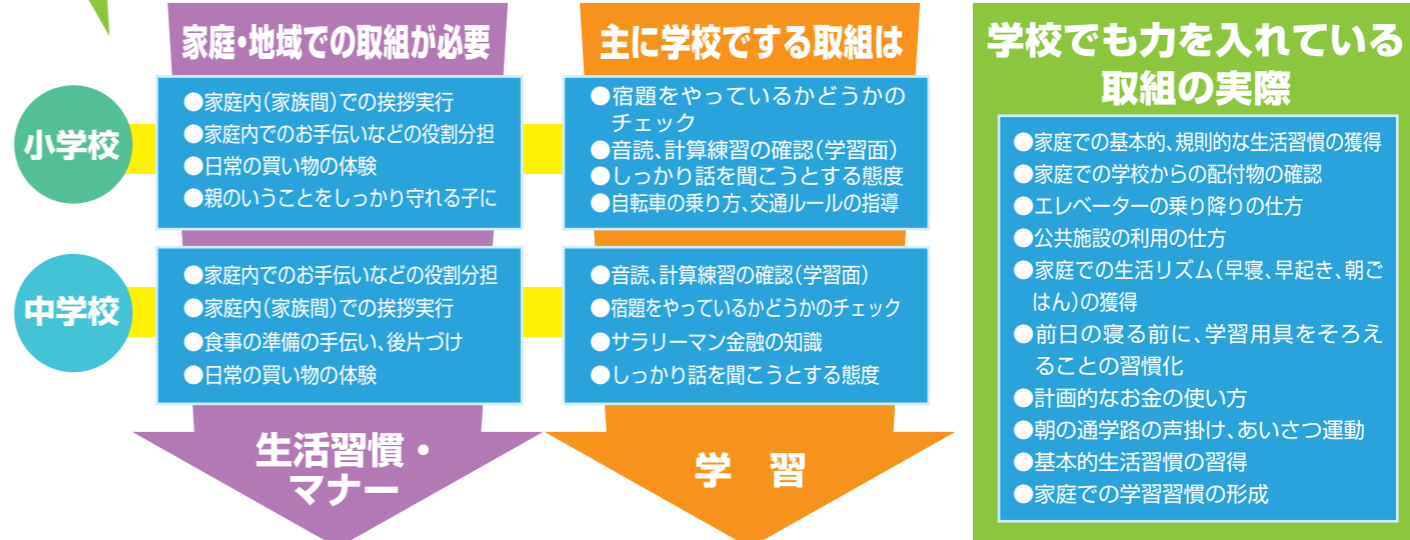 家庭・地域での取組が必要
小学校
●家庭内（家族間）での挨拶実行
●家庭内でのお手伝いなどの役割分担
●日常の買い物の体験
●親のいうことをしっかり守れる子に
中学校
●家庭内でのお手伝いなどの役割分担
●家庭内（家族間）での挨拶実行
●食事の準備の手伝い、後片づけ
●日常の買い物の体験
生活習慣・
マナー
主に学校でする取組は
●宿題をやっているかどうかの
チェック
●音読、計算練習の確認（学習面）
●しっかり話を聞こうとする態度
●自転車の乗り方、交通ルールの指導
●音読、計算練習の確認（学習面）
●宿題をやっているかどうかのチェック
●サラリーマン金融の知識
●しっかり話を聞こうとする態度
学 習
学校でも力を入れている
取組の実際
●家庭での基本的、規則的な生活習慣の獲得
●家庭での学校からの配付物の確認
●エレベーターの乗り降りの仕方
●公共施設の利用の仕方
●家庭での生活リズム（早寝、早起き、朝ご
はん）の獲得
●前日の寝る前に、学習用具をそろえ
ることの習慣化
●計画的なお金の使い方
●朝の通学路の声掛け、あいさつ運動
●基本的生活習慣の習得
●家庭での学習習慣の形成